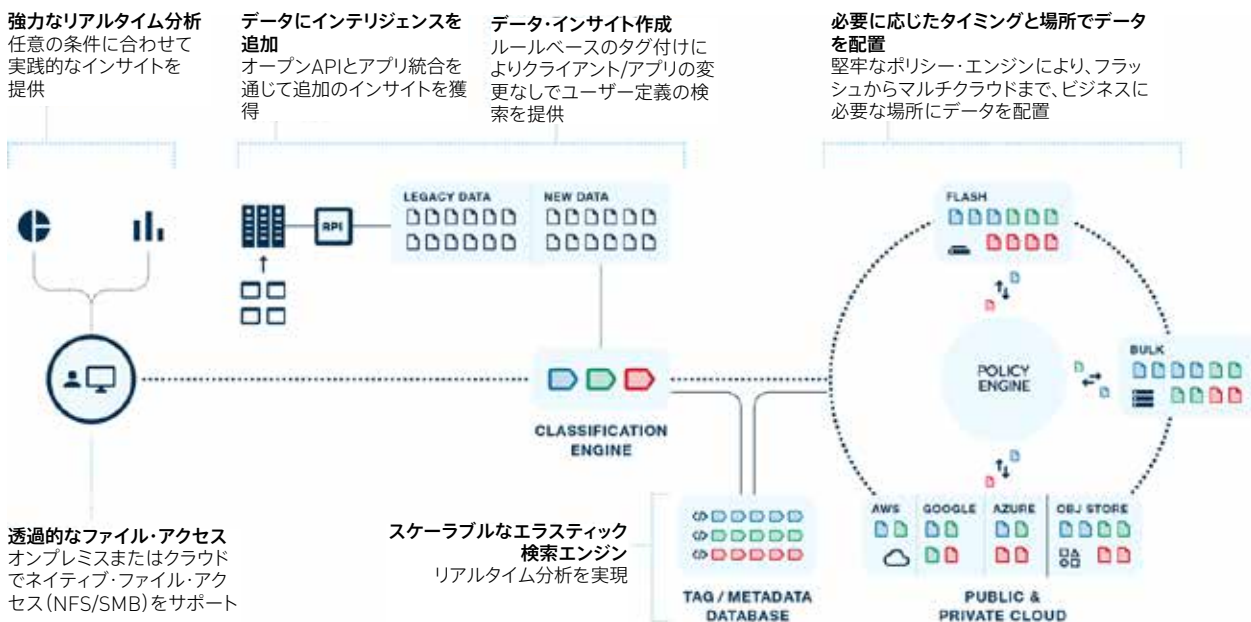 強力なリアルタイム分析
任意の条件に合わせて
実践的なインサイトを
提供
データにインテリジェンスを
追加
オープンAPIとアプリ統合を
通じて追加のインサイトを獲
得
データ・インサイト作成
ルールベースのタグ付けに
よりクライアント/アプリの変
更なしでユーザー定義の検
索を提供
必要に応じたタイミングと場所でデータ
を配置
堅牢なポリシー・エンジンにより、フラッ
シュからマルチクラウドまで、ビジネスに
必要な場所にデータを配置
API
LEGACY DATA
NEW DATA
FLASH
POLICY
ENGINE
BULK
CLASSIFICATION
ENGINE
透過的なファイル・アクセス
オンプレミスまたはクラウド
でネイティブ・ファイル・アク
セス(NFS/SMB)をサポート
スケーラブルなエラスティック
検索エンジン
リアルタイム分析を実現
</>
</>
</>
TAG / METADATA
DATABASE
AWS
GOOGLE
AZURE
OBJ STORE
PUBLIC &
PRIVATE CLOUD